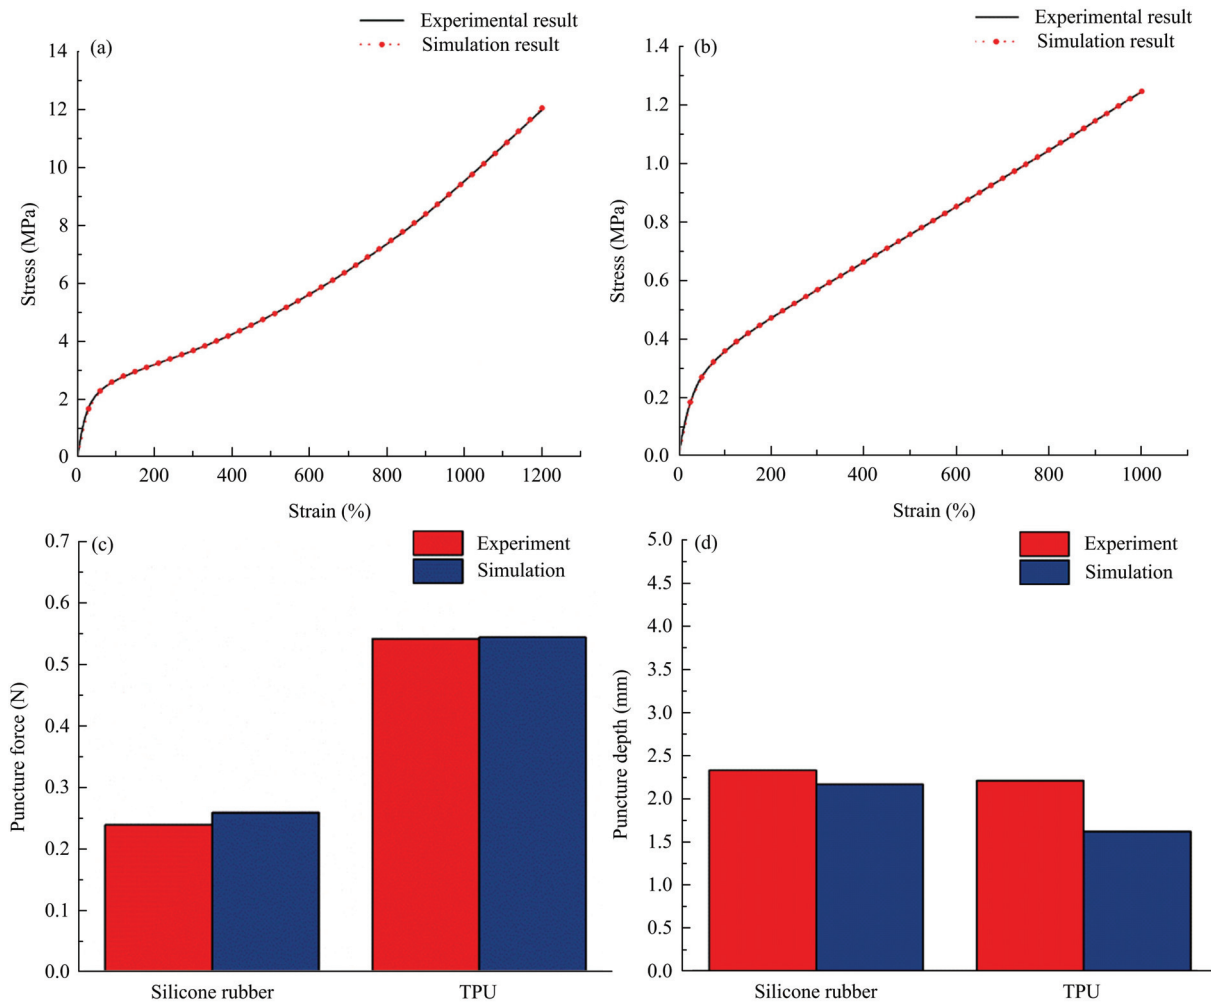 (a)
Experimental result
Simulation result
14
12
10
8
6
4
2
0
Stress (MPa)
0 200 400 600 800 1000 1200
Strain (%)
(b)
Experimental result
Simulation result
1.4
1.2
1.0
0.8
0.6
0.4
0.2
0.0
Stress (MPa)
0 200 400 600 800 1000
Strain (%)
(c)
Experiment
Simulation
0.7
0.6
0.5
0.4
0.3
0.2
0.1
0.0
Puncture force (N)
Silicone rubber TPU
(d)
Experiment
Simulation
5.0
4.5
4.0
3.5
3.0
2.5
2.0
1.5
1.0
0.5
0.0
Puncture depth (mm)
Silicone rubber TPU